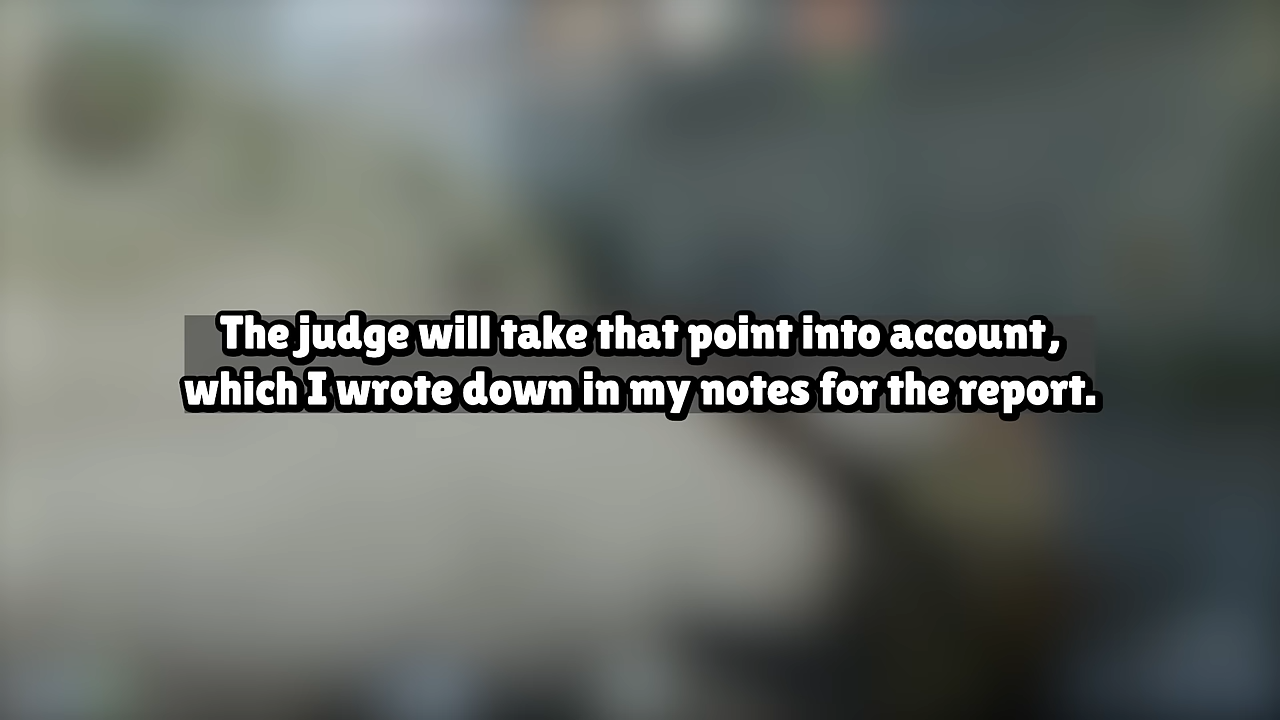 The judge will take that point into account,
which I wrote down in my notes for the report.